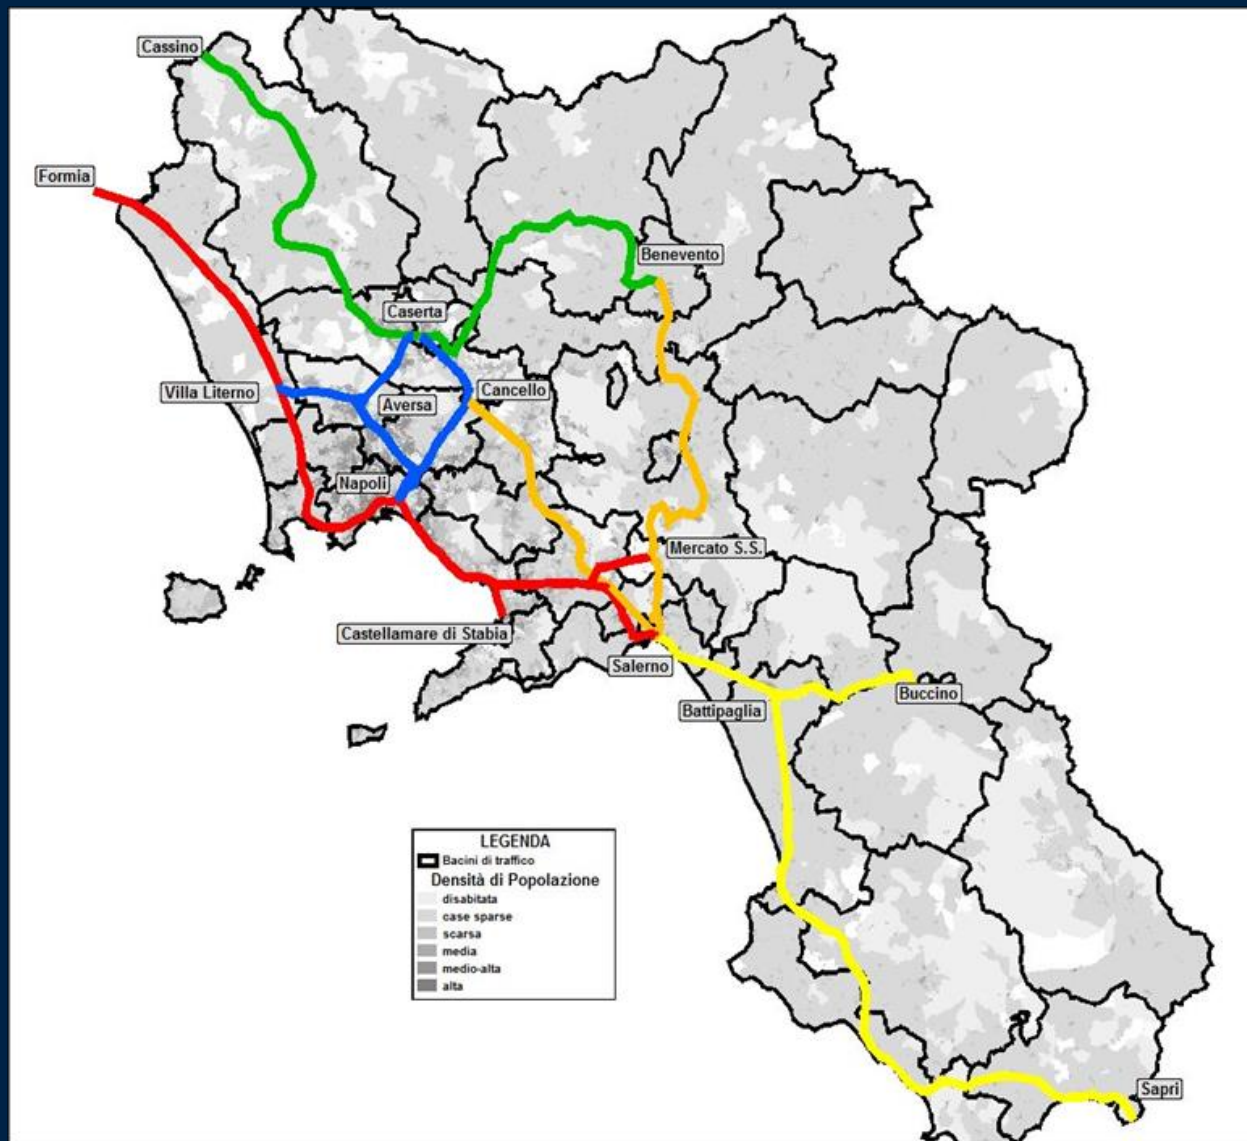 Cassino
Formia
Benevento
Caserta
Villa Literno
Aversa
Cancello
Napoli
Mercato S.S.
Castellamare di Stabia
Salerno
Battipaglia
Buccino
LEGENDA
Bacini di traffico
Densità di Popolazione
disabitata
case sparse
scarsa
media
medio-alta
alta
Sapri